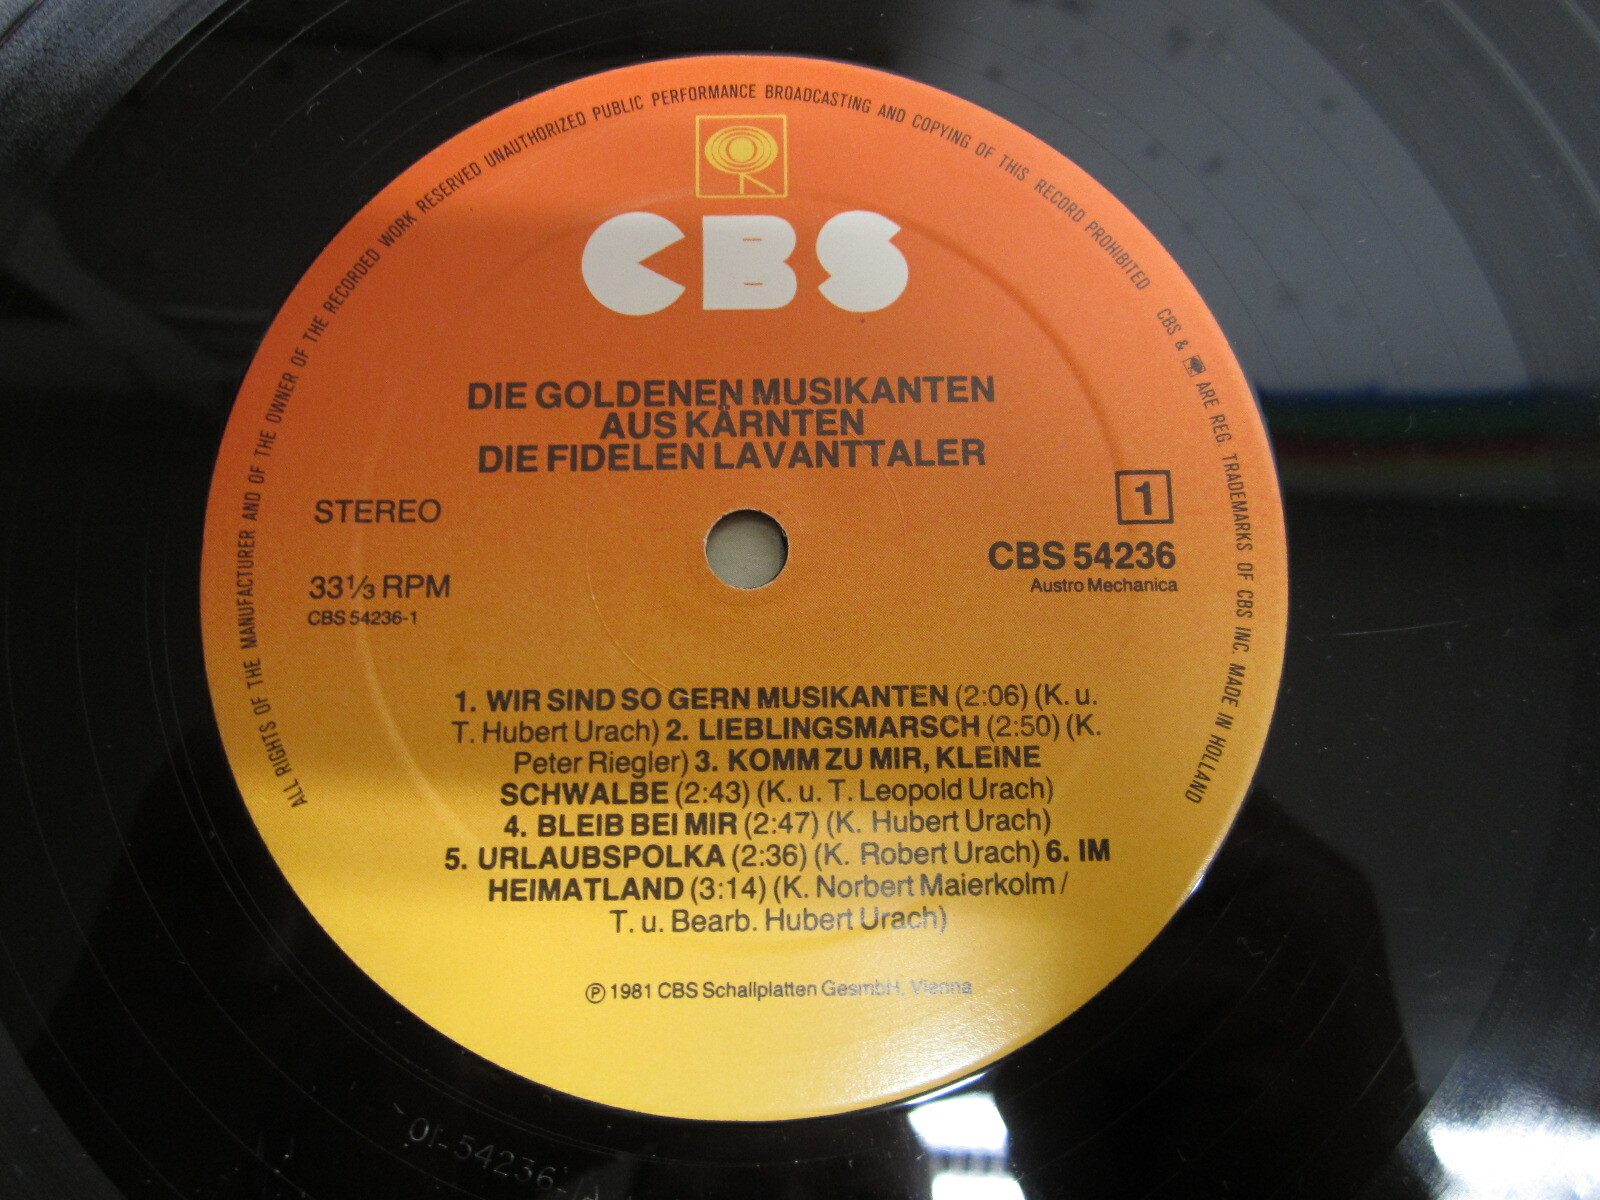 ALL RIGHTS OF THE MANUFACTURER AND OF THE OWNER OF THE RECORDED WORK RESERVED UNAUTHORIZED PUBLIC PERFORMANCE BROADCASTING AND COPYING OF THIS RECORD PROHIBITED CBS & ARE REG. TRADEMARKS OF CBS INC. MADE IN HOLLAND
CBS
DIE GOLDENEN MUSIKANTEN
AUS KÄRNTEN
DIE FIDELEN LAVANTTALER
STEREO
1
33⅓ RPM
CBS 54236-1
CBS 54236
Austro Mechanica
1. WIR SIND SO GERN MUSIKANTEN (2:06) (K. u.
T. Hubert Urach) 2. LIEBLINGSMARSCH (2:50) (K.
Peter Riegler) 3. KOMM ZU MIR, KLEINE
SCHWALBE (2:43) (K. u. T. Leopold Urach)
4. BLEIB BEI MIR (2:47) (K. Hubert Urach)
5. URLAUBSPOLKA (2:36) (K. Robert Urach) 6. IM
HEIMATLAND (3:14) (K. Norbert Maierkolm /
T. u. Bearb. Hubert Urach)
℗ 1981 CBS Schallplatten GesmbH, Vienna
01-54236-1